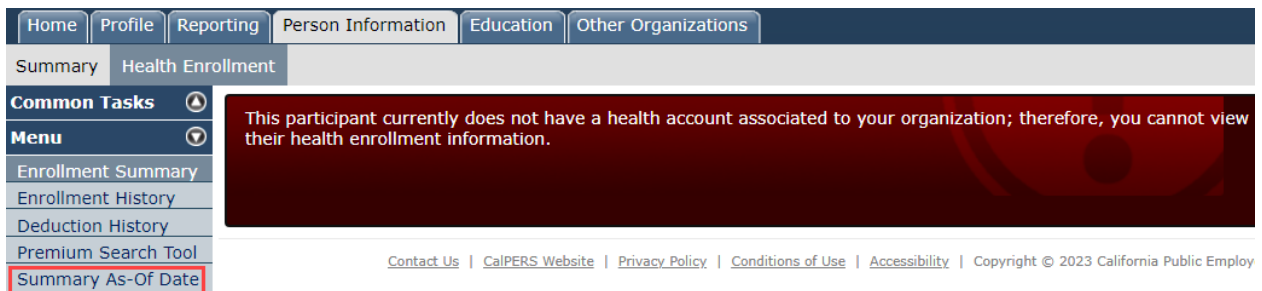 Home Profile Reporting Person Information Education Other Organizations
Summary Health Enrollment
Common Tasks
Menu
Enrollment Summary
Enrollment History
Deduction History
Premium Search Tool
Summary As-Of Date
This participant currently does not have a health account associated to your organization; therefore, you cannot view
their health enrollment information.
Contact Us | CalPERS Website | Privacy Policy | Conditions of Use | Accessibility | Copyright © 2023 California Public Employ